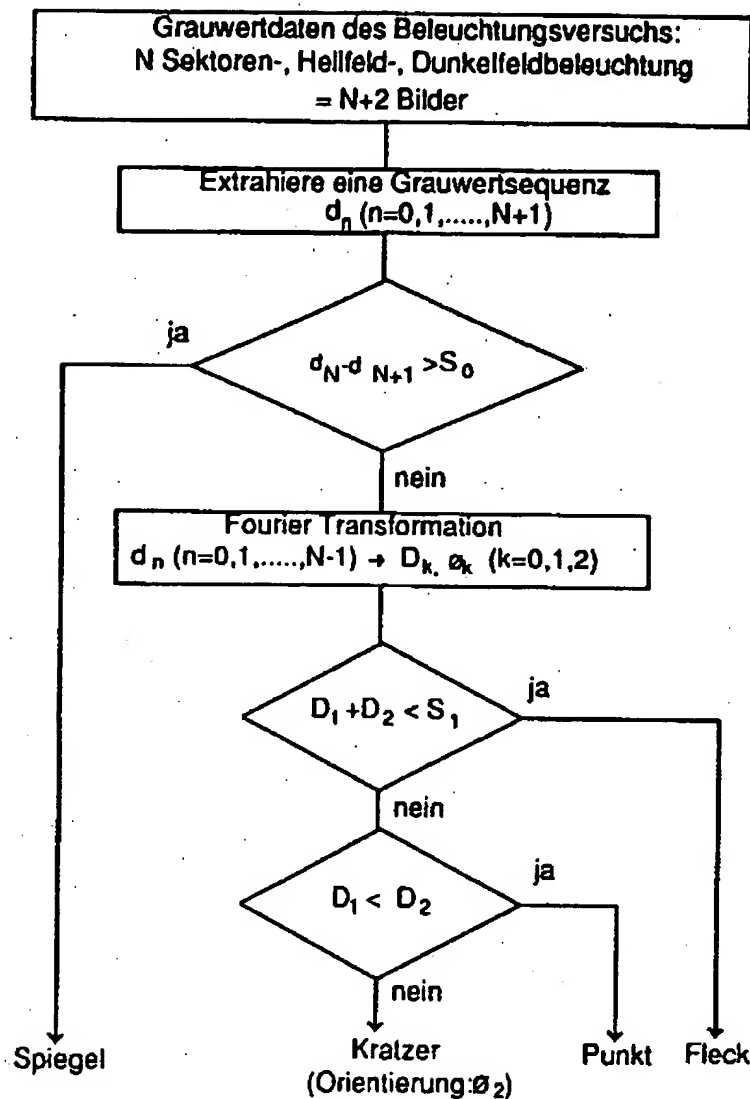 Grauwertdaten des Beleuchtungsversuchs:
N Sektoren-, Hellfeld-, Dunkelfeldbeleuchtung
= N+2 Bilder
Extrahiere eine Grauwertsequenz
dₙ (n=0,1,.....,N+1)
ja
d_N-d_N+1 >S₀
nein
Fourier Transformation
dₙ (n=0,1,.....,N-1) → Dₖ, øₖ (k=0,1,2)
D₁+D₂ < S₁
ja
nein
D₁ < D₂
ja
nein
Spiegel
Kratzer
(Orientierung:ø₂)
Punkt
Fleck